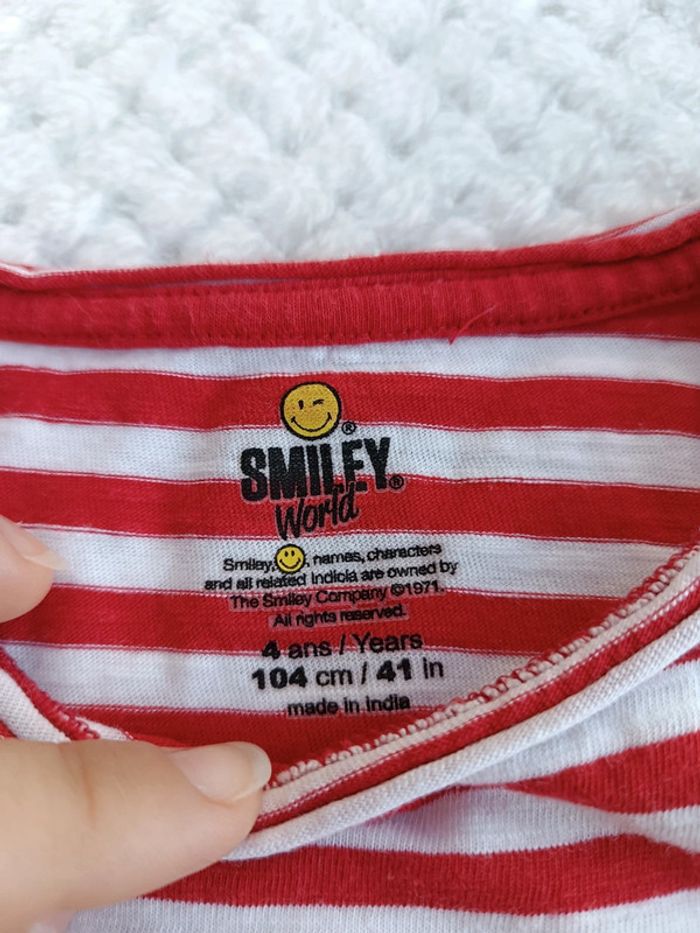 ®
SMILEY®
World
Smiley, names, characters
and all related indicia are owned by
The Smiley Company ©1971.
All rights reserved.
4 ans / Years
104 cm / 41 in
made in India